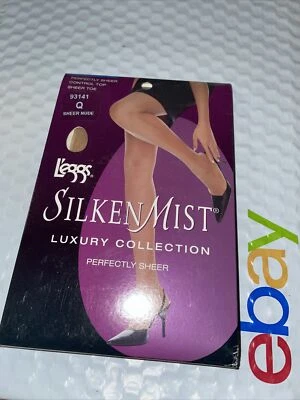 PERFECTLY SHEER
CONTROL TOP
SHEER TOE
93141
Q
SHEER NUDE
L'eggs
SILKEN MIST®
LUXURY COLLECTION
PERFECTLY SHEER
ebay